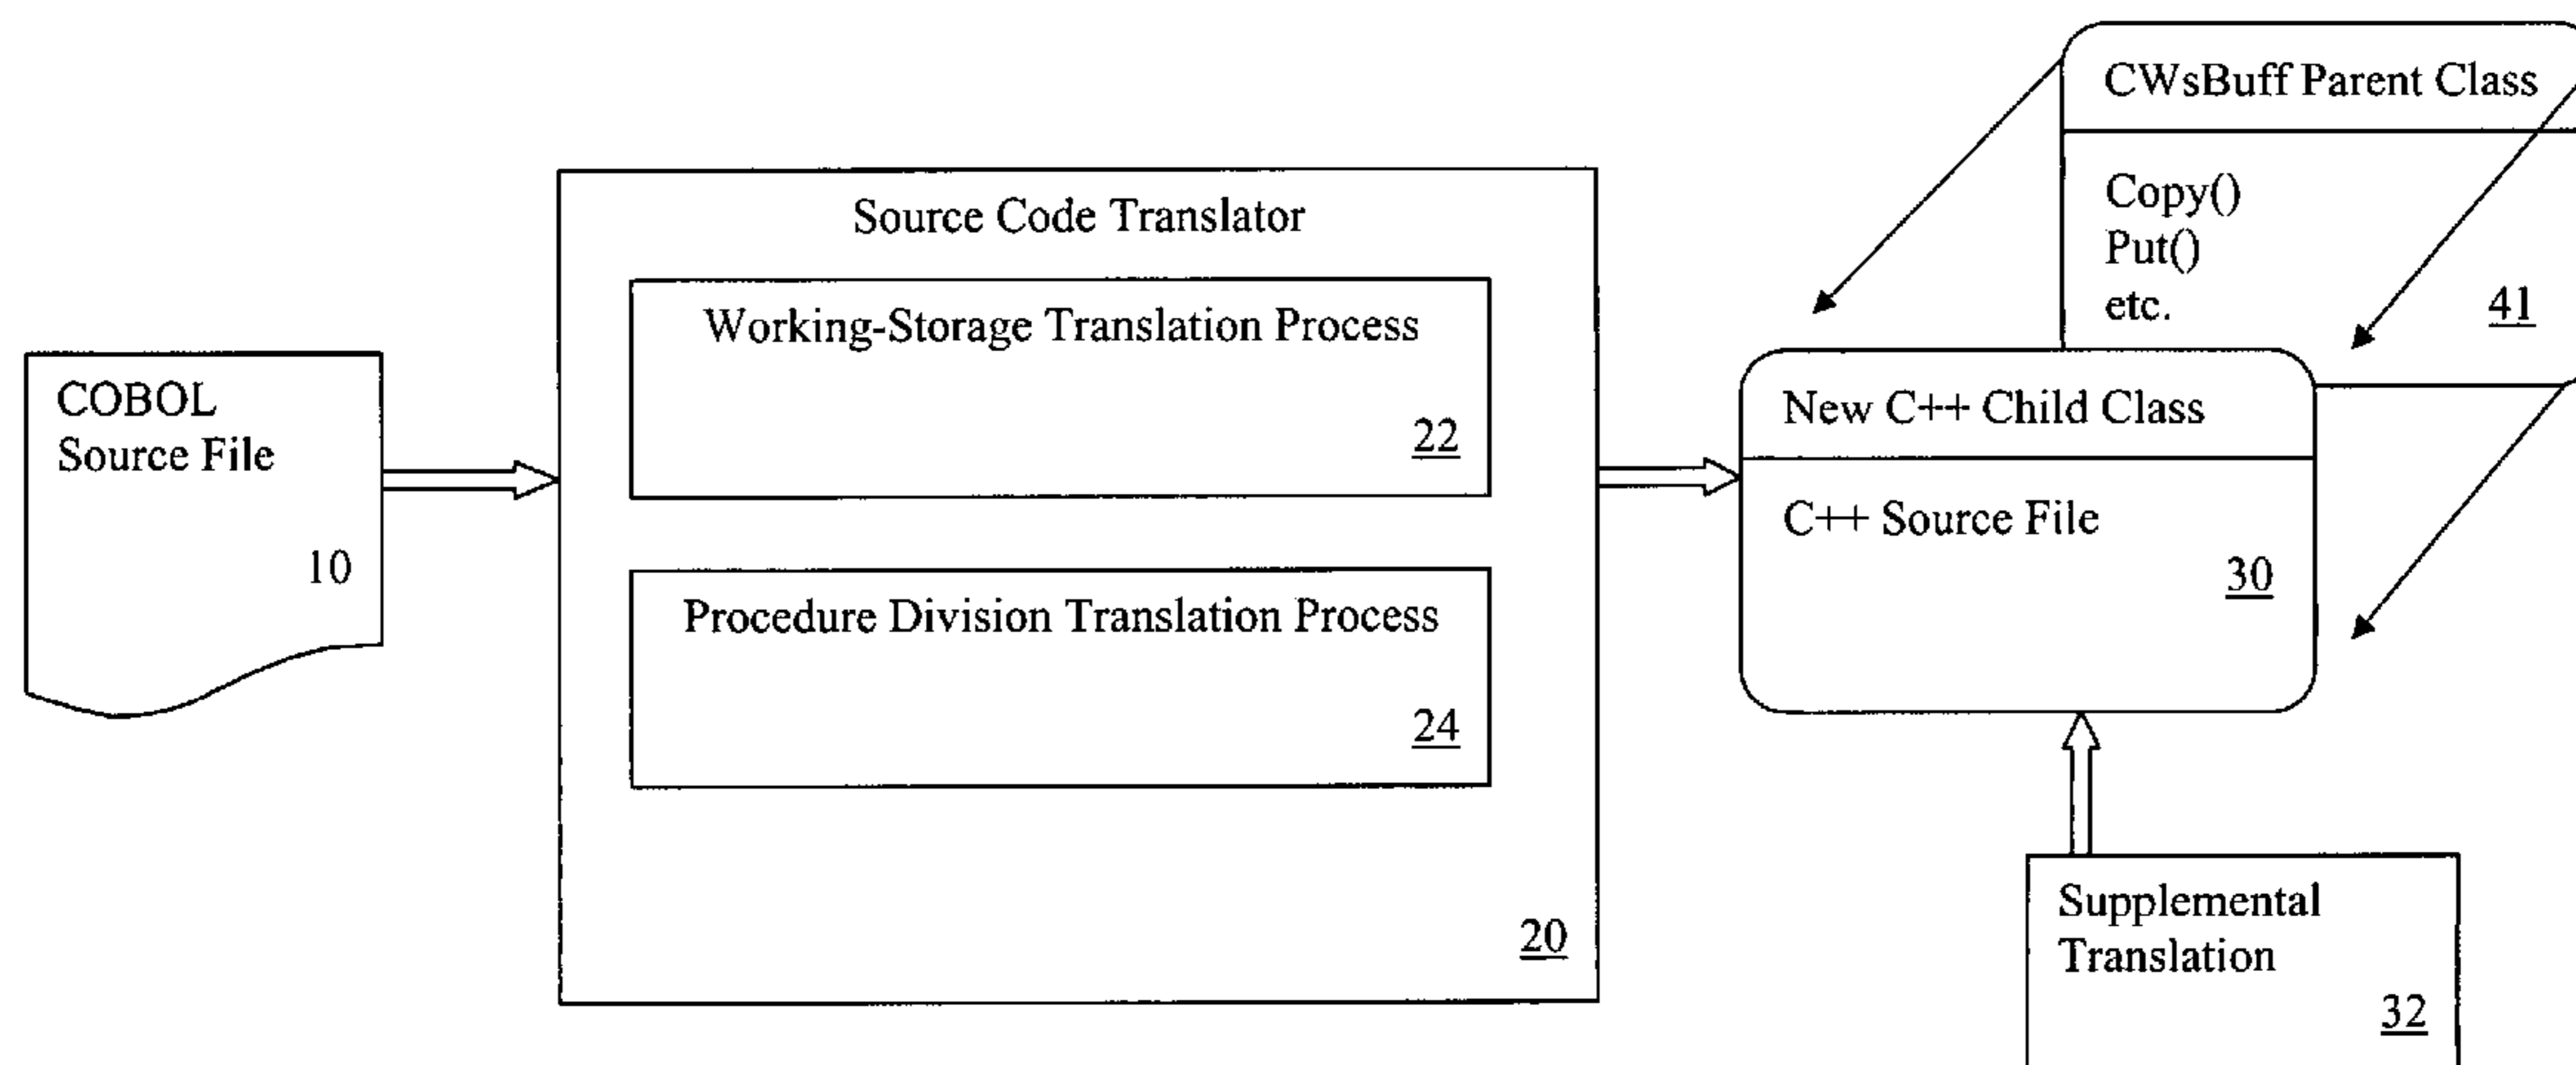 COBOL
Source File
10
Source Code Translator
Working-Storage Translation Process
22
Procedure Division Translation Process
24
20
CWsBuff Parent Class
Copy()
Put()
etc.
41
New C++ Child Class
C++ Source File
30
Supplemental
Translation
32